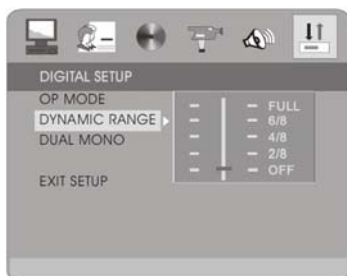 DIGITAL SETUP
OP MODE
DYNAMIC RANGE
DUAL MONO
EXIT SETUP
FULL
6/8
4/8
2/8
OFF